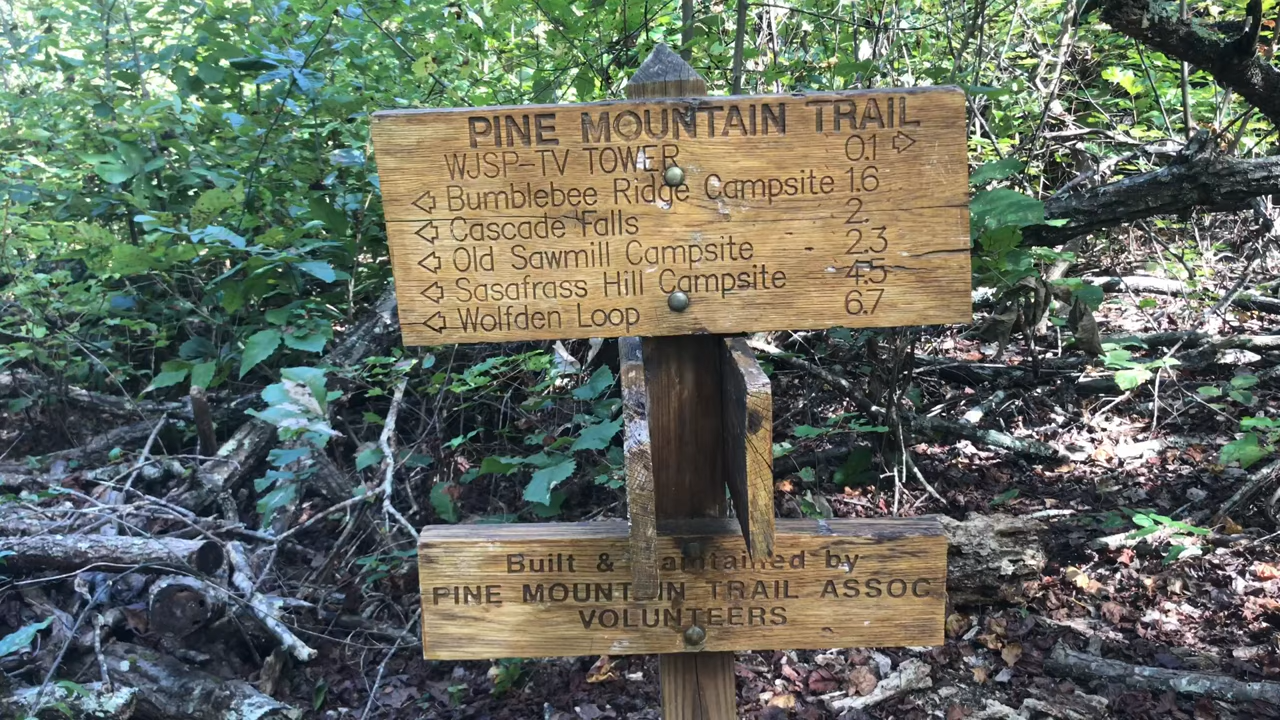 PINE MOUNTAIN TRAIL
WJSP-TV TOWER 0.1
Bumblebee Ridge Campsite 1.6
Cascade Falls 2.
Old Sawmill Campsite 2.3
Sasafrass Hill Campsite 4.5
Wolfden Loop 6.7
Built & Maintained by
PINE MOUNTAIN TRAIL ASSOC
VOLUNTEERS